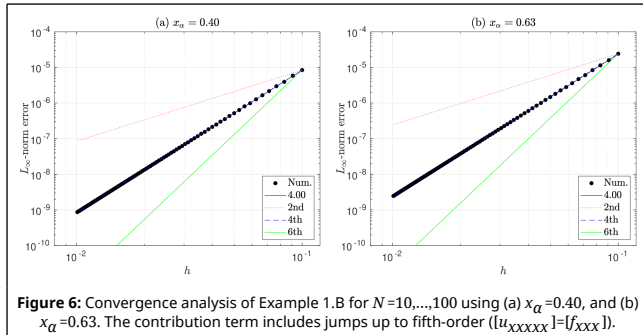 (a) xα = 0.40
(b) xα = 0.63
10⁻⁴
10⁻⁵
10⁻⁶
10⁻⁷
10⁻⁸
10⁻⁹
10⁻¹⁰
L∞-norm error
Num.
4.00
2nd
4th
6th
10⁻²
10⁻¹
h
10⁻⁴
10⁻⁵
10⁻⁶
10⁻⁷
10⁻⁸
10⁻⁹
10⁻¹⁰
L∞-norm error
Num.
4.00
2nd
4th
6th
10⁻²
10⁻¹
h
Figure 6: Convergence analysis of Example 1.B for N=10,...,100 using (a) xα=0.40, and (b)
xα=0.63. The contribution term includes jumps up to fifth-order ([uxxxxx]=[fxxx]).